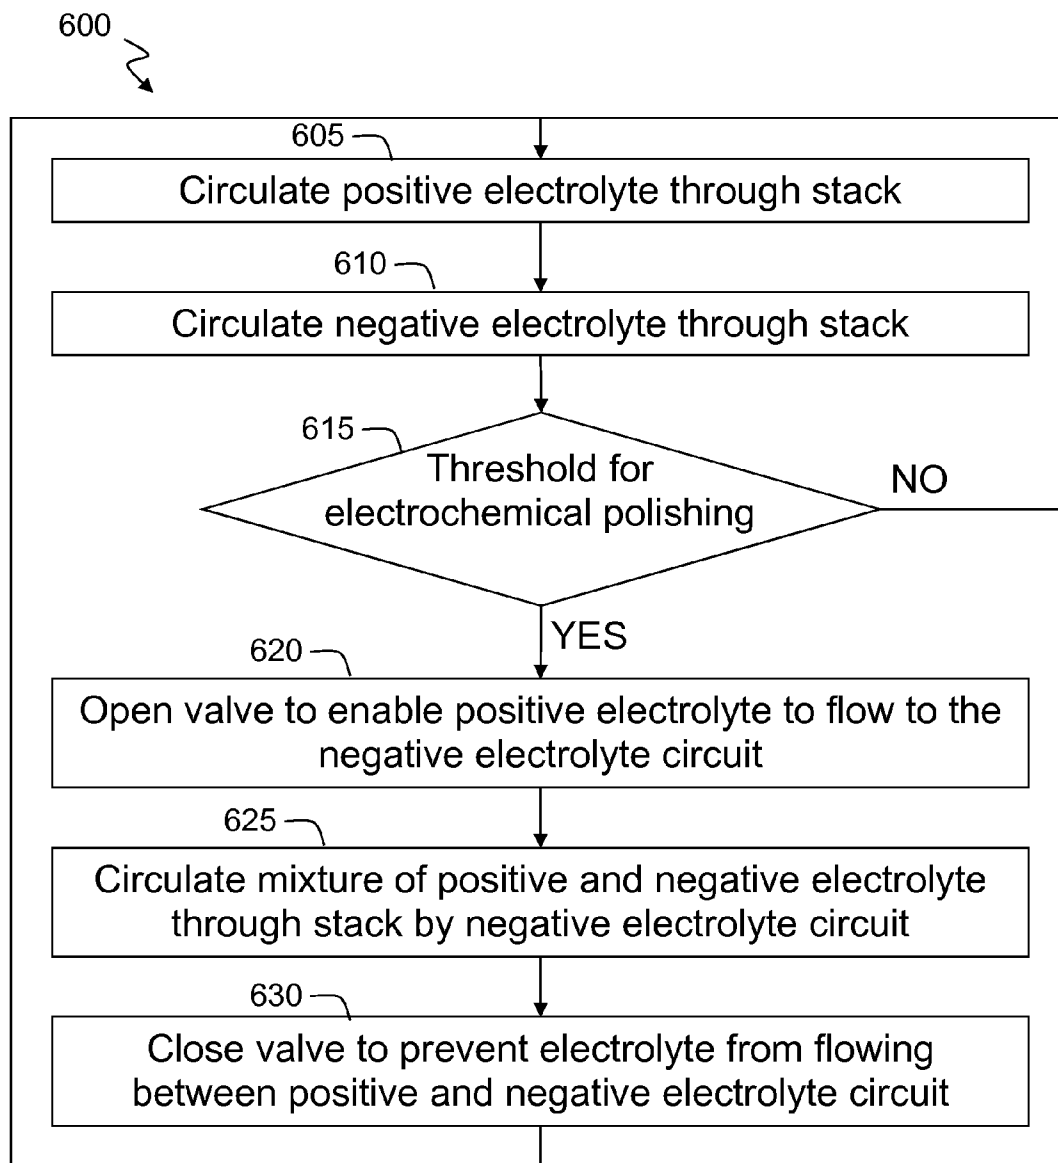 600
605
Circulate positive electrolyte through stack
610
Circulate negative electrolyte through stack
615
Threshold for
electrochemical polishing
NO
YES
620
Open valve to enable positive electrolyte to flow to the
negative electrolyte circuit
625
Circulate mixture of positive and negative electrolyte
through stack by negative electrolyte circuit
630
Close valve to prevent electrolyte from flowing
between positive and negative electrolyte circuit